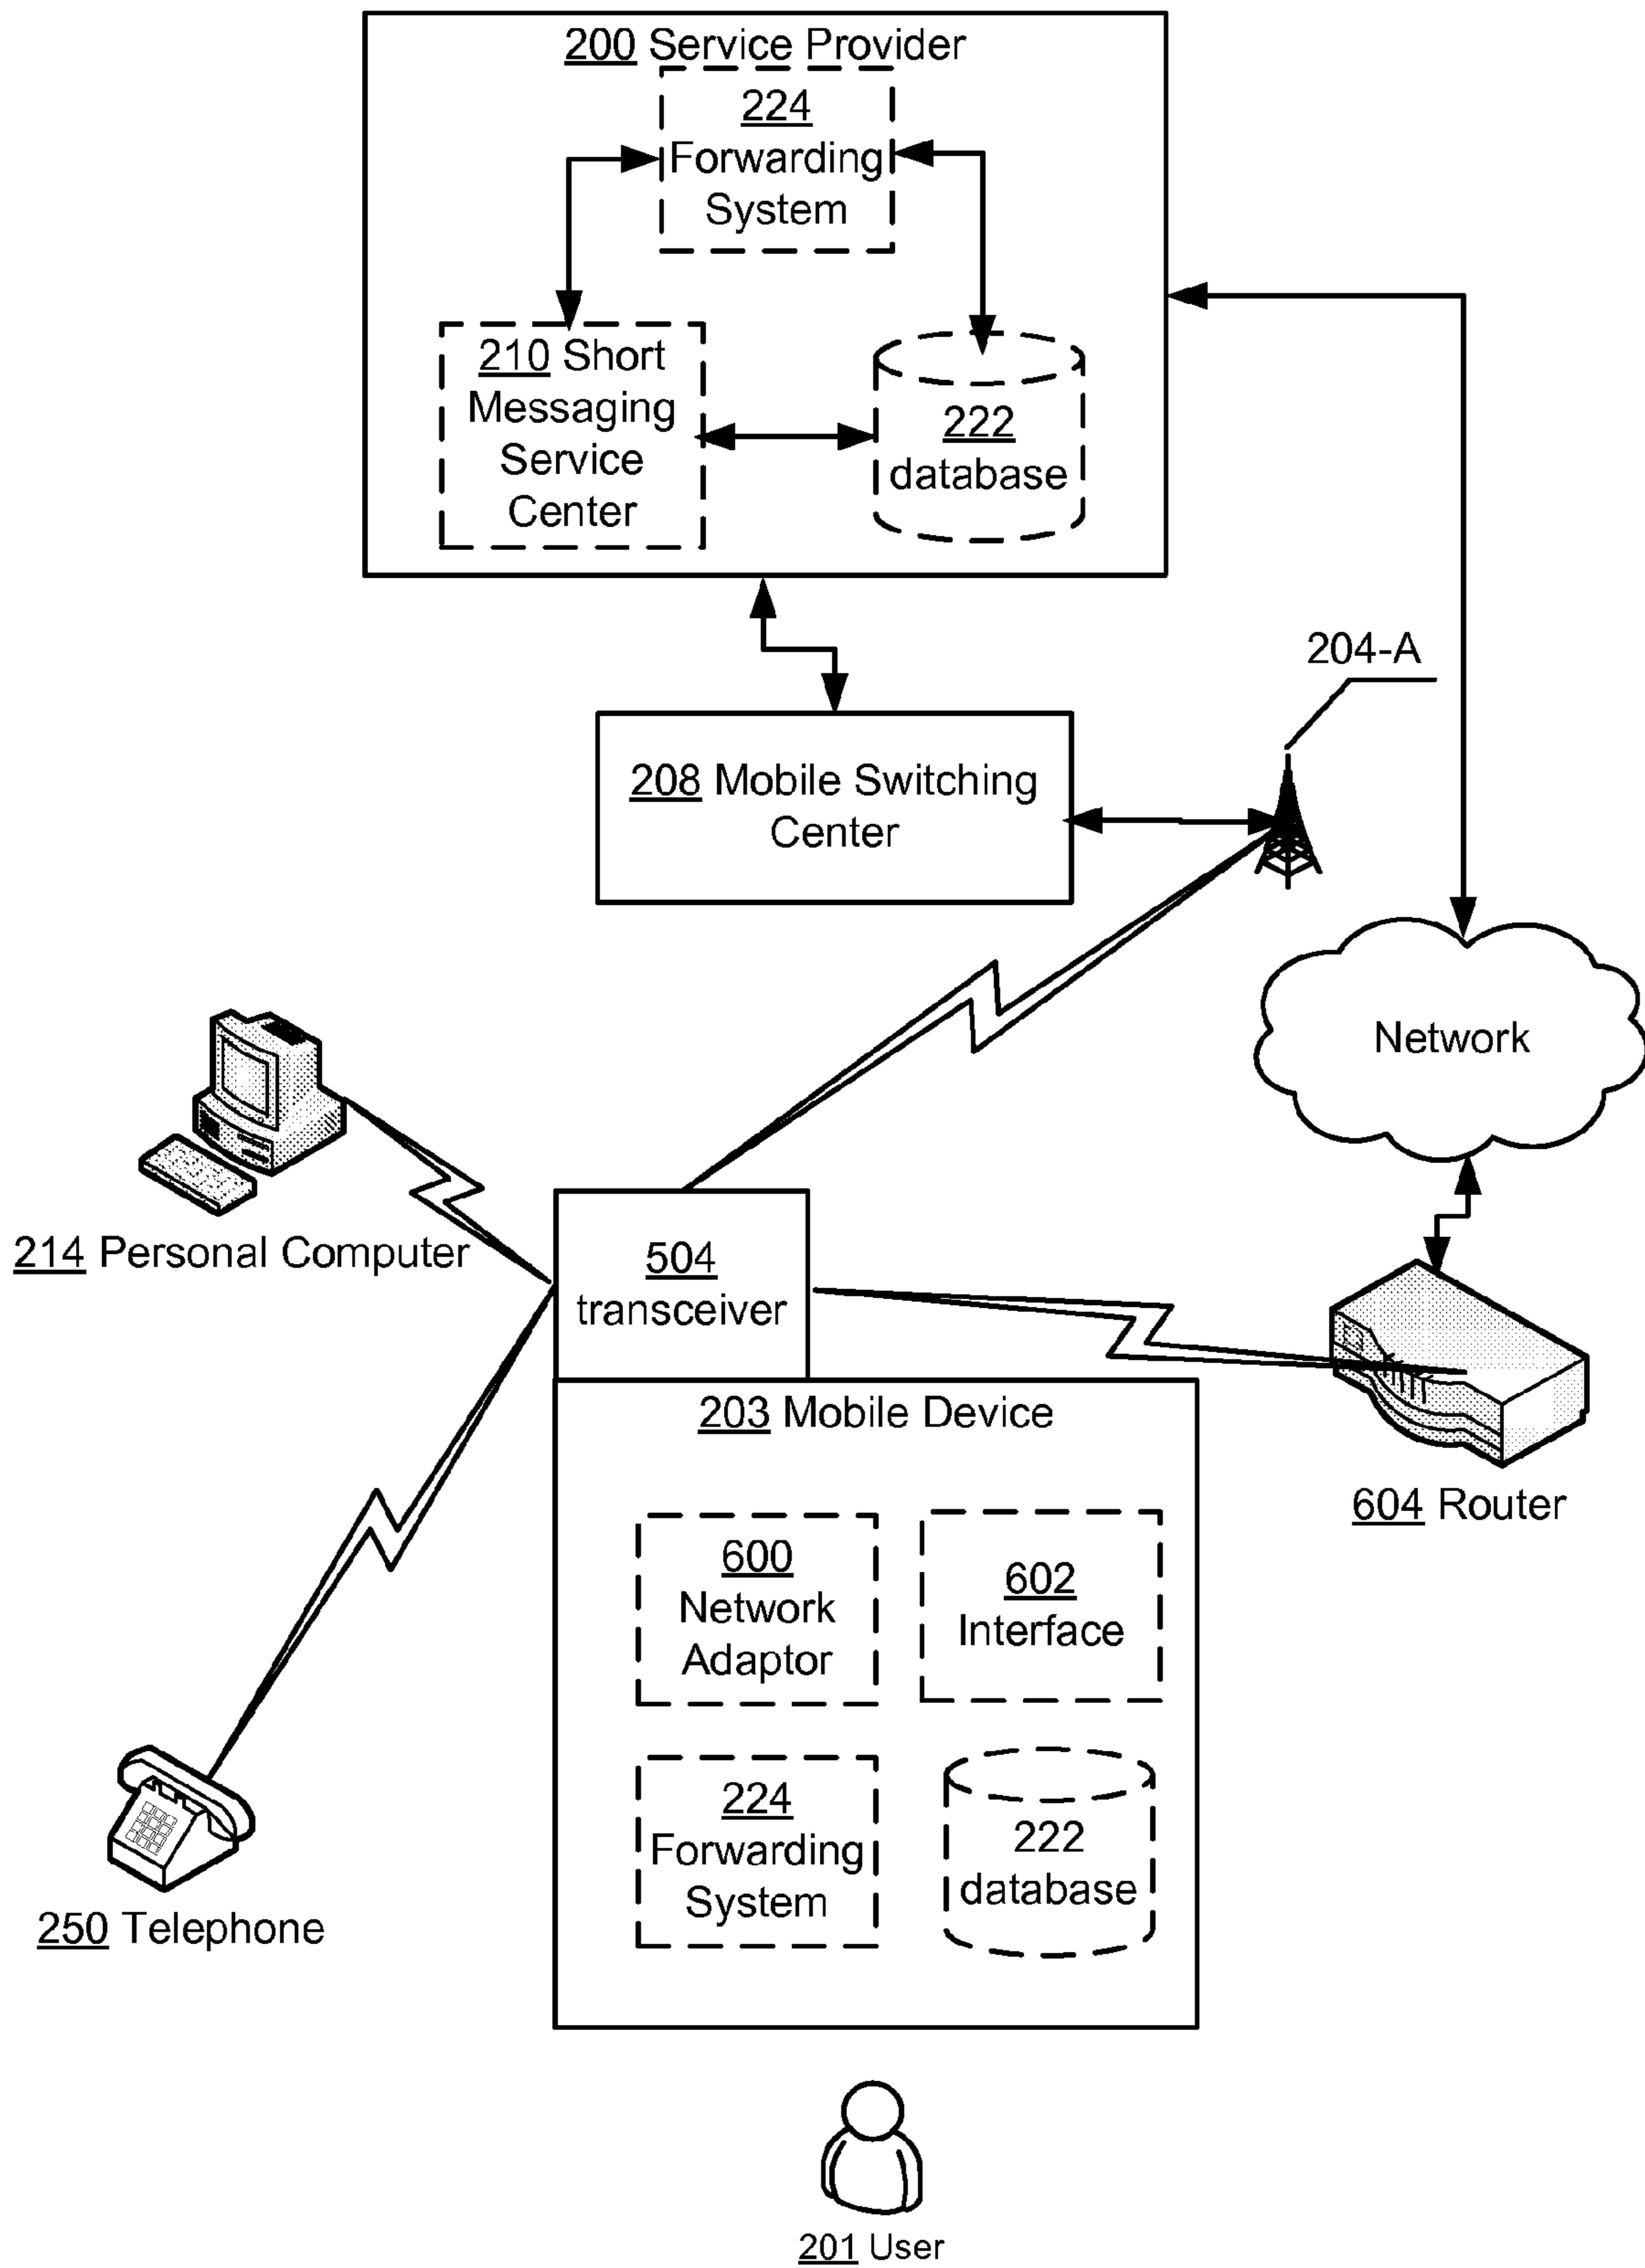 200 Service Provider
224
Forwarding
System
210 Short
Messaging
Service
Center
222
database
204-A
208 Mobile Switching
Center
Network
214 Personal Computer
504
transceiver
203 Mobile Device
604 Router
600
Network
Adaptor
602
Interface
224
Forwarding
System
222
database
250 Telephone
201 User